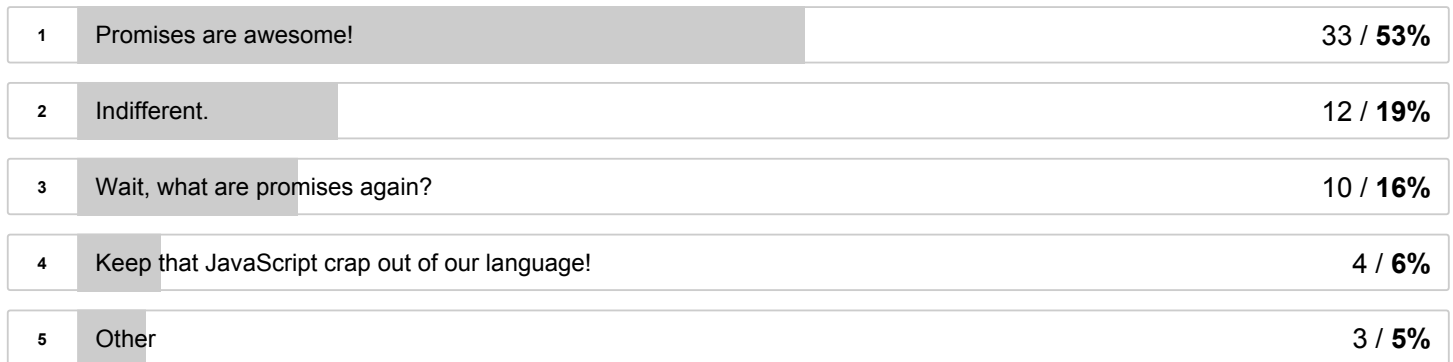 1 Promises are awesome! 33 / 53%
2 Indifferent. 12 / 19%
3 Wait, what are promises again? 10 / 16%
4 Keep that JavaScript crap out of our language! 4 / 6%
5 Other 3 / 5%